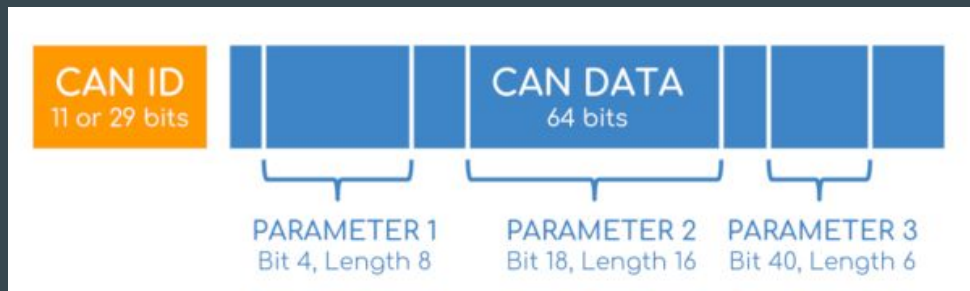 CAN ID
11 or 29 bits
CAN DATA
64 bits
PARAMETER 1
Bit 4, Length 8
PARAMETER 2
Bit 18, Length 16
PARAMETER 3
Bit 40, Length 6